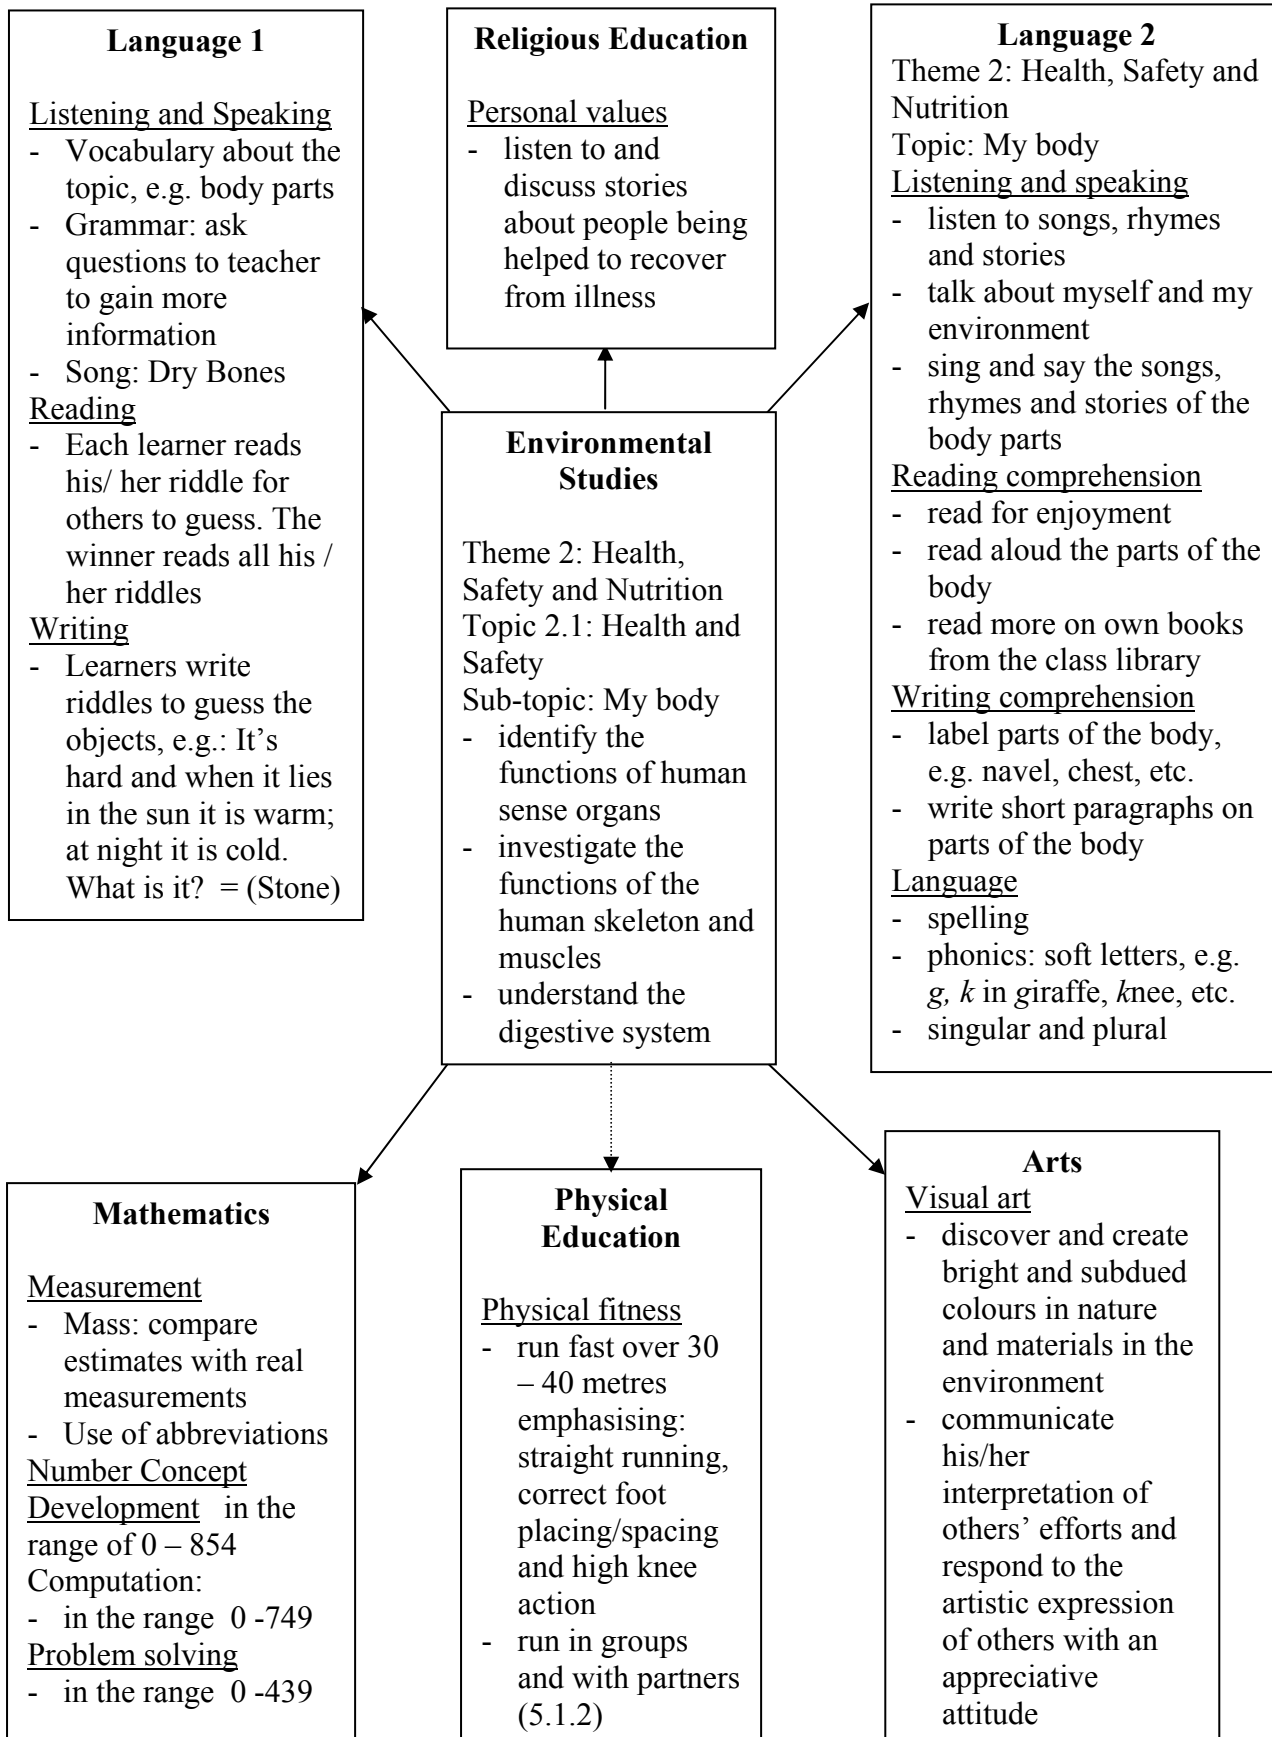 Language 1
Listening and Speaking
- Vocabulary about the
topic, e.g. body parts
- Grammar: ask
questions to teacher
to gain more
information
- Song: Dry Bones
Reading
- Each learner reads
his/ her riddle for
others to guess. The
winner reads all his /
her riddles
Writing
- Learners write
riddles to guess the
objects, e.g.: It’s
hard and when it lies
in the sun it is warm;
at night it is cold.
What is it?  = (Stone)
Religious Education
Personal values
- listen to and
discuss stories
about people being
helped to recover
from illness
Language 2
Theme 2: Health, Safety and
Nutrition
Topic: My body
Listening and speaking
- listen to songs, rhymes
and stories
- talk about myself and my
environment
- sing and say the songs,
rhymes and stories of the
body parts
Reading comprehension
- read for enjoyment
- read aloud the parts of the
body
- read more on own books
from the class library
Writing comprehension
- label parts of the body,
e.g. navel, chest, etc.
- write short paragraphs on
parts of the body
Language
- spelling
- phonics: soft letters, e.g.
g, k in giraffe, knee, etc.
- singular and plural
Environmental
Studies
Theme 2: Health,
Safety and Nutrition
Topic 2.1: Health and
Safety
Sub-topic: My body
- identify the
functions of human
sense organs
- investigate the
functions of the
human skeleton and
muscles
- understand the
digestive system
Mathematics
Measurement
- Mass: compare
estimates with real
measurements
- Use of abbreviations
Number Concept
Development  in the
range of 0 – 854
Computation:
- in the range  0 -749
Problem solving
- in the range  0 -439
Physical
Education
Physical fitness
- run fast over 30
– 40 metres
emphasising:
straight running,
correct foot
placing/spacing
and high knee
action
- run in groups
and with partners
(5.1.2)
Arts
Visual art
- discover and create
bright and subdued
colours in nature
and materials in the
environment
- communicate
his/her
interpretation of
others’ efforts and
respond to the
artistic expression
of others with an
appreciative
attitude